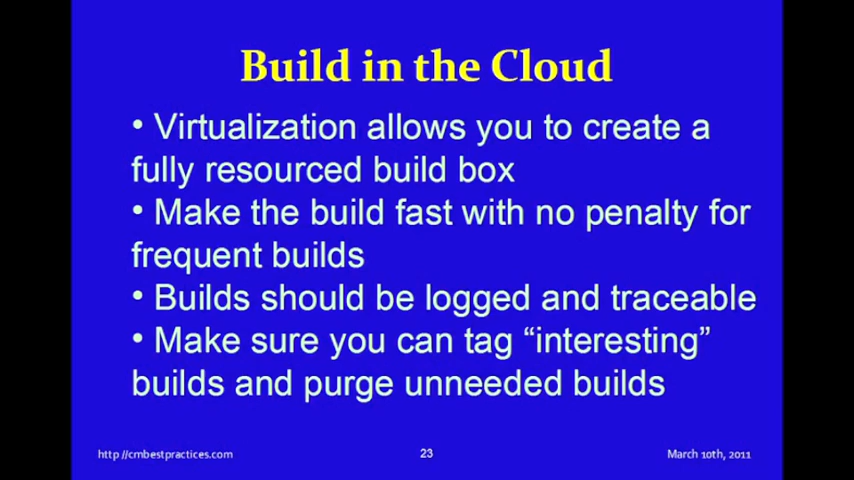 Build in the Cloud
• Virtualization allows you to create a
fully resourced build box
• Make the build fast with no penalty for
frequent builds
• Builds should be logged and traceable
• Make sure you can tag “interesting”
builds and purge unneeded builds
http://cmbestpractices.com
23
March 10th, 2011